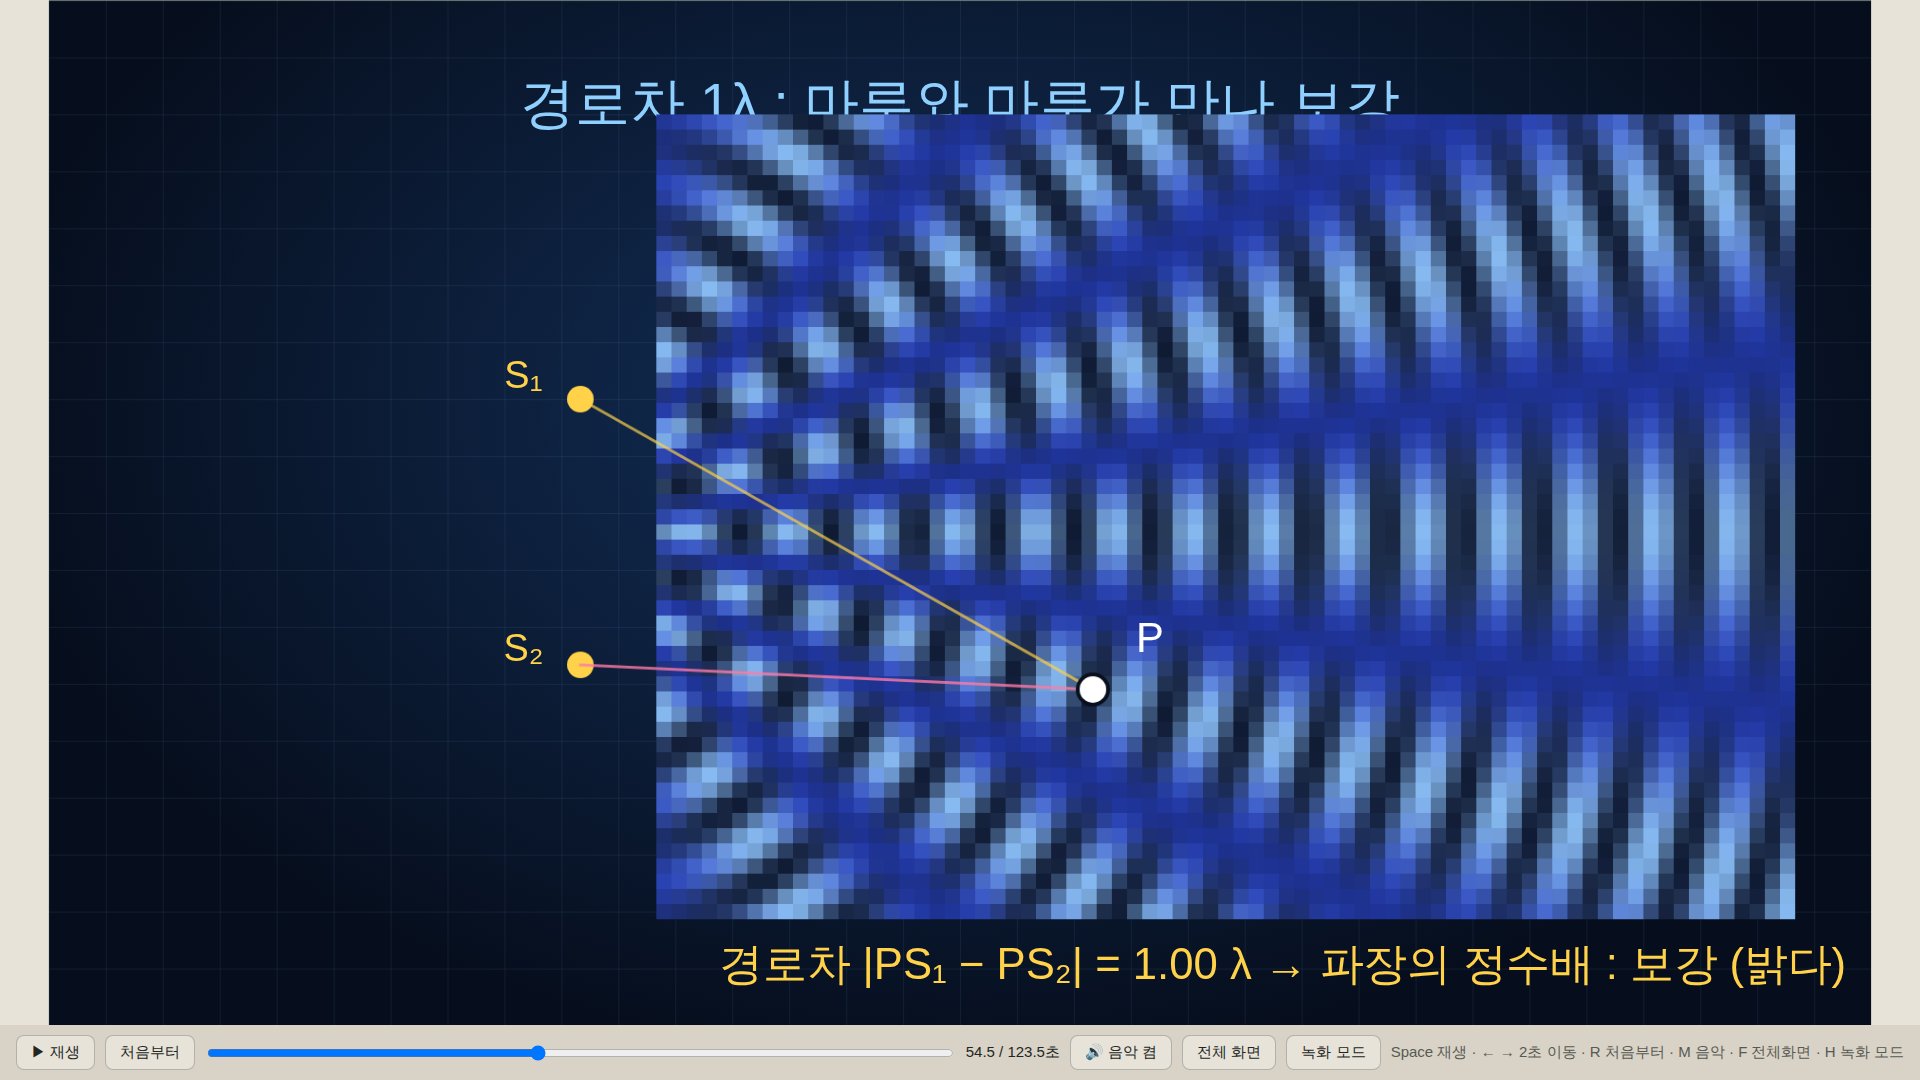 경로차 1λ : 마루와 마루가 만나 보강
S₁
S₂
P
경로차 |PS₁ − PS₂| = 1.00 λ → 파장의 정수배 : 보강 (밝다)
▶ 재생 처음부터 54.5 / 123.5초 🔊 음악 켬 전체 화면 녹화 모드 Space 재생 · ← → 2초 이동 · R 처음부터 · M 음악 · F 전체화면 · H 녹화 모드